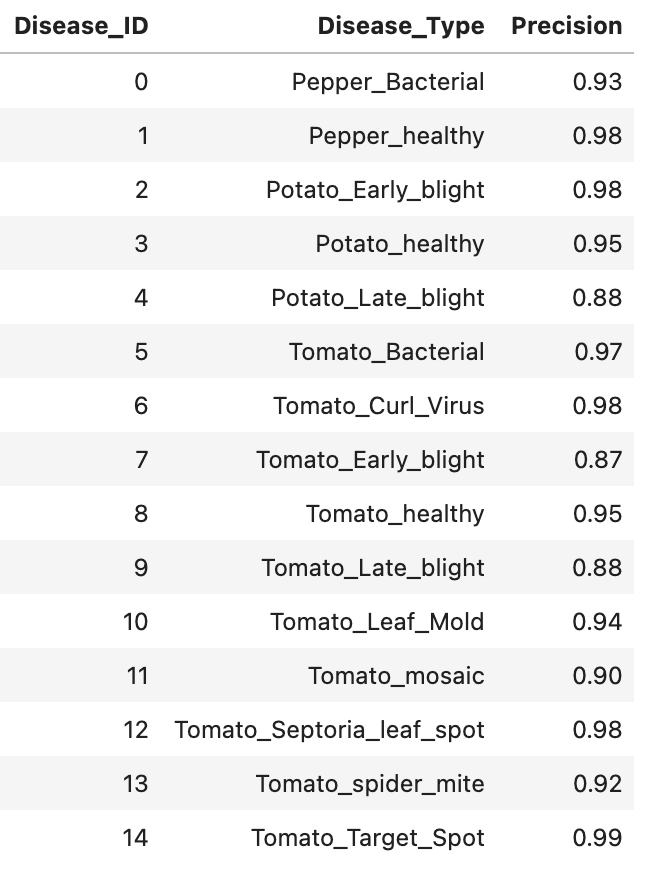 Disease_ID Disease_Type Precision
0 Pepper_Bacterial 0.93
1 Pepper_healthy 0.98
2 Potato_Early_blight 0.98
3 Potato_healthy 0.95
4 Potato_Late_blight 0.88
5 Tomato_Bacterial 0.97
6 Tomato_Curl_Virus 0.98
7 Tomato_Early_blight 0.87
8 Tomato_healthy 0.95
9 Tomato_Late_blight 0.88
10 Tomato_Leaf_Mold 0.94
11 Tomato_mosaic 0.90
12 Tomato_Septoria_leaf_spot 0.98
13 Tomato_spider_mite 0.92
14 Tomato_Target_Spot 0.99